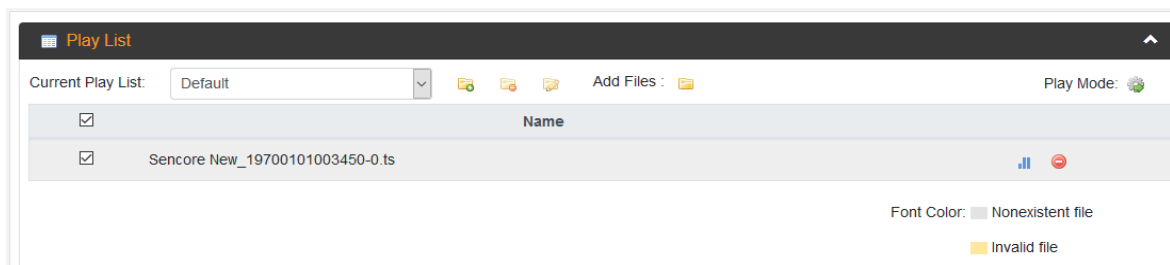 Play List
Current Play List: Default Add Files : Play Mode:
Name
Sencore New_19700101003450-0.ts
Font Color: Nonexistent file
Invalid file